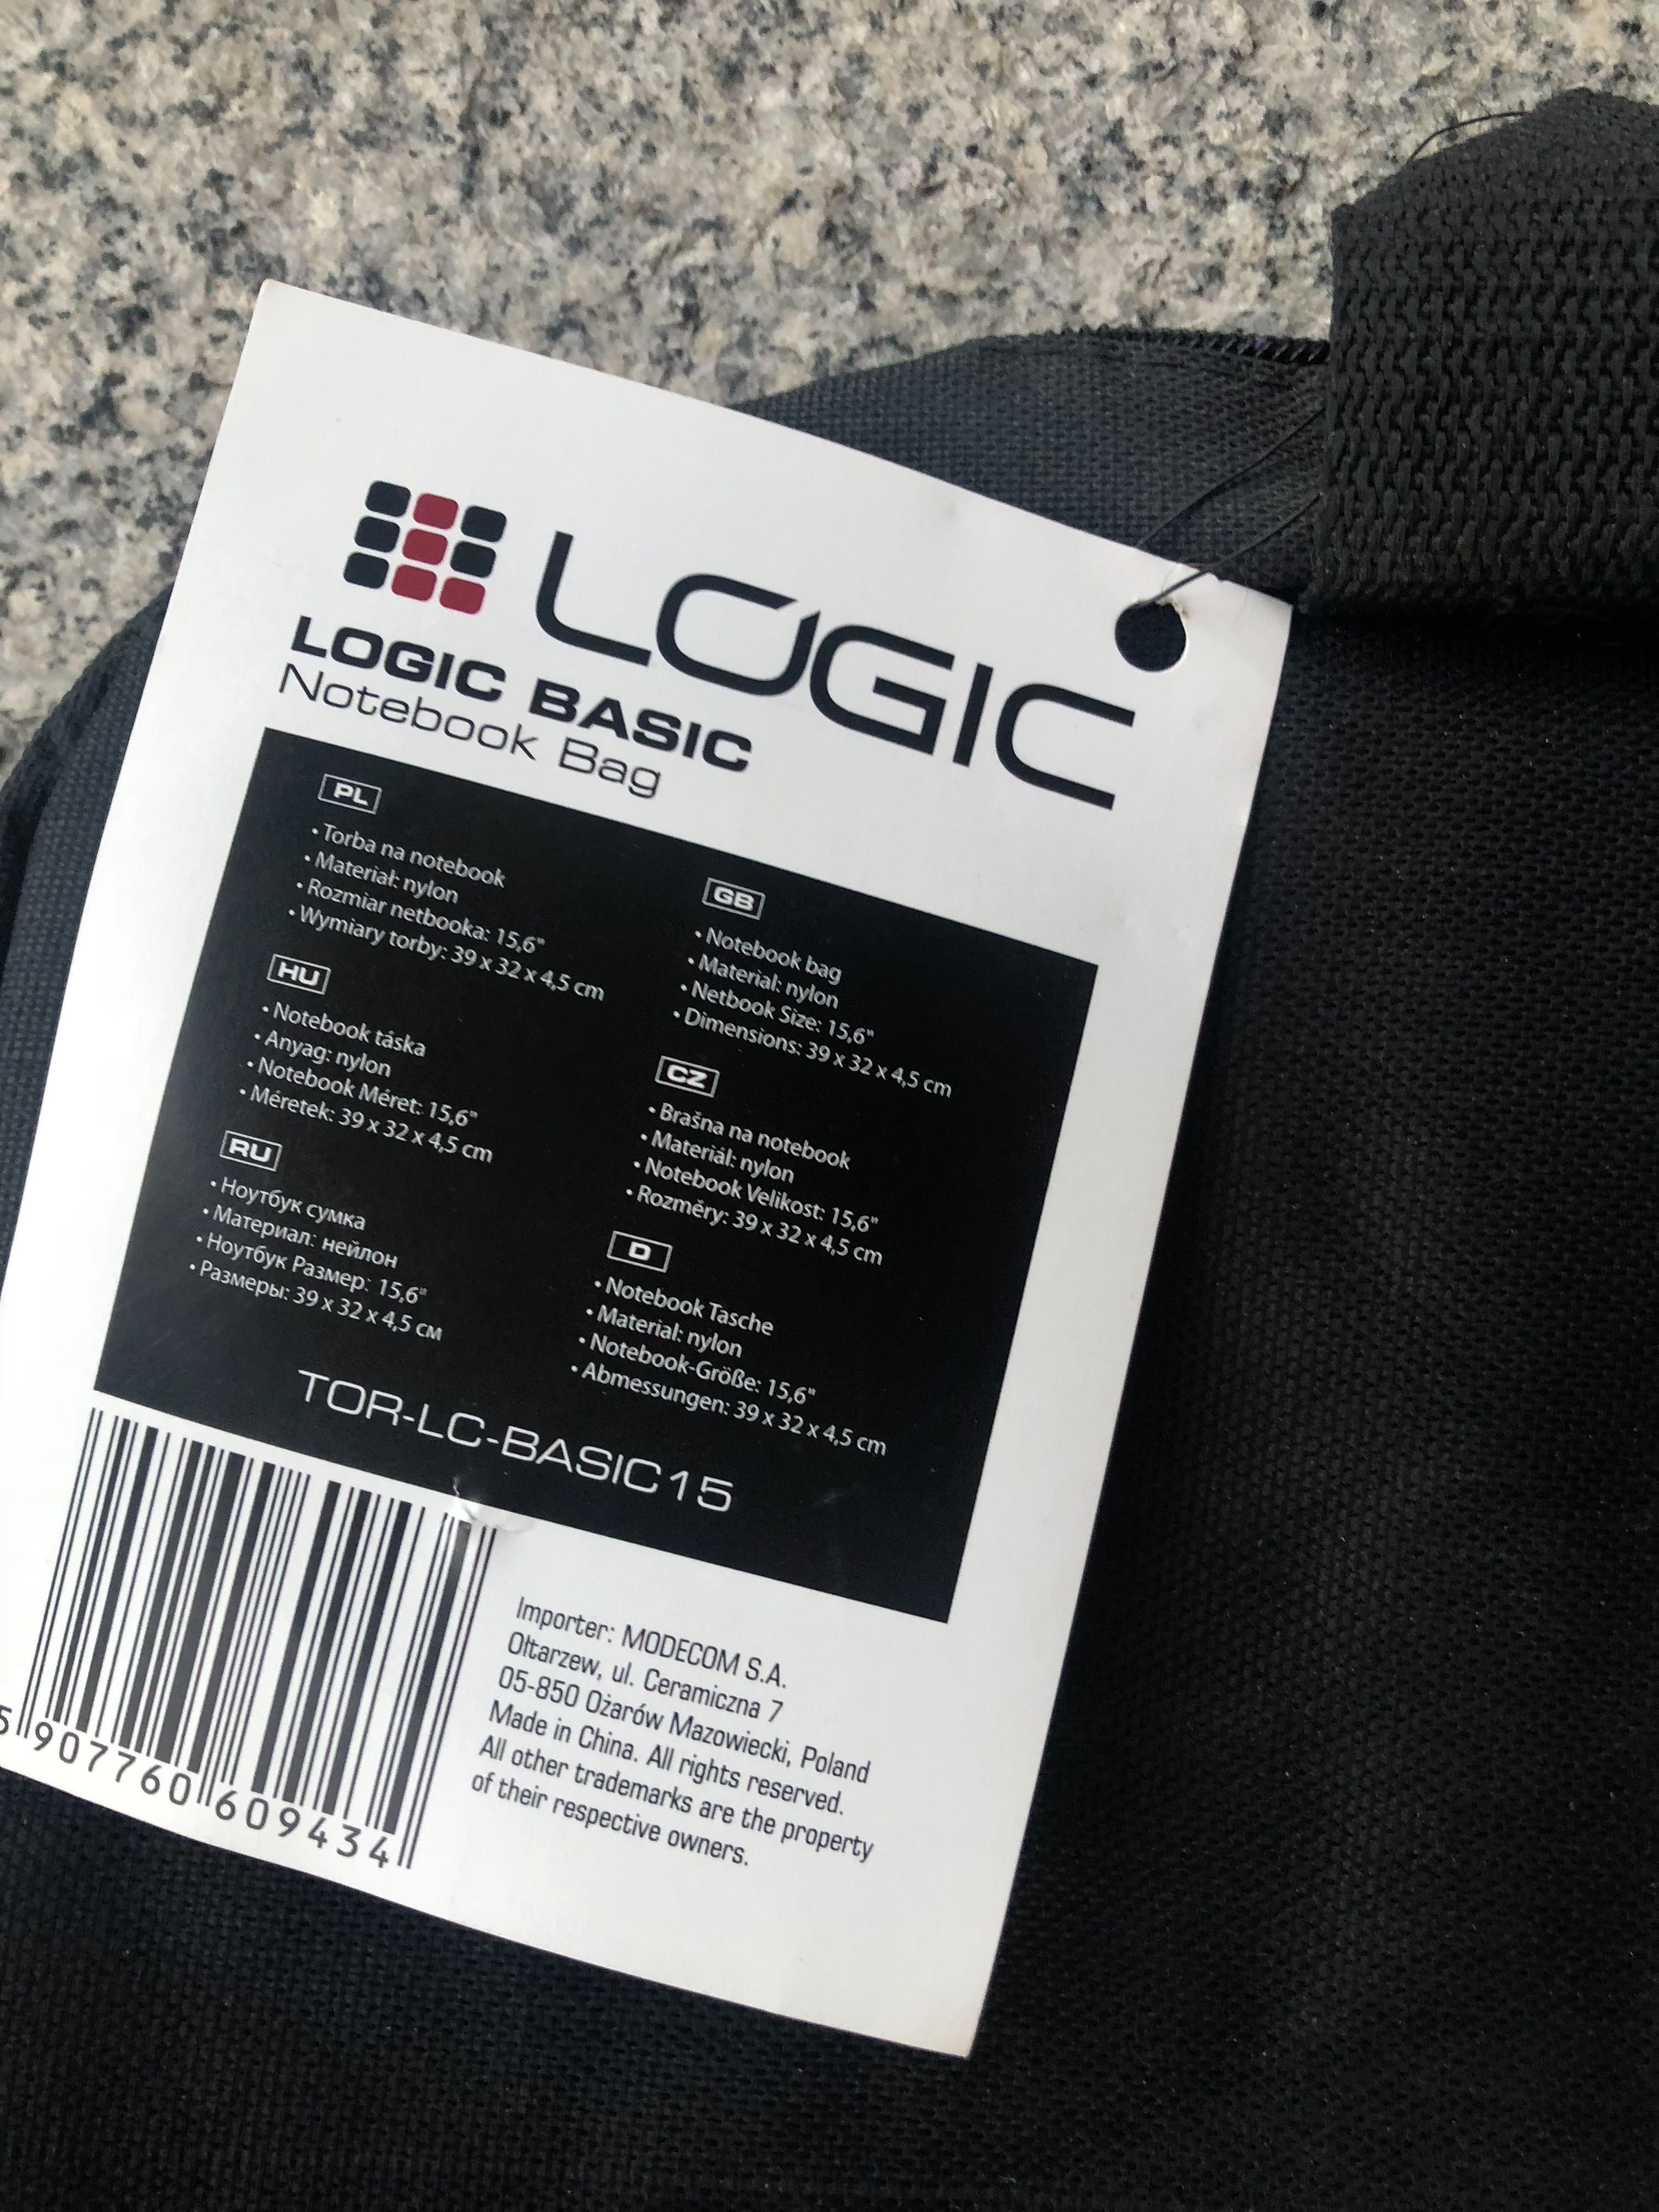 LOGIC
LOGIC BASIC
Notebook Bag
PL
• Torba na notebook
• Materiał: nylon
• Rozmiar netbooka: 15,6"
• Wymiary torby: 39 x 32 x 4,5 cm
HU
• Notebook táska
• Anyag: nylon
• Notebook Méret: 15,6"
• Méretek: 39 x 32 x 4,5 cm
RU
• Ноутбук сумка
• Материал: нейлон
• Ноутбук Размер: 15,6"
• Размеры: 39 x 32 x 4,5 см
GB
• Notebook bag
• Material: nylon
• Netbook Size: 15,6"
• Dimensions: 39 x 32 x 4,5 cm
CZ
• Brašna na notebook
• Materiál: nylon
• Notebook Velikost: 15,6"
• Rozměry: 39 x 32 x 4,5 cm
D
• Notebook Tasche
• Material: nylon
• Notebook-Größe: 15,6"
• Abmessungen: 39 x 32 x 4,5 cm
TOR-LC-BASIC15
5 907760 609434
Importer: MODECOM S.A.
Ołtarzew, ul. Ceramiczna 7
05-850 Ożarów Mazowiecki, Poland
Made in China. All rights reserved.
All other trademarks are the property
of their respective owners.